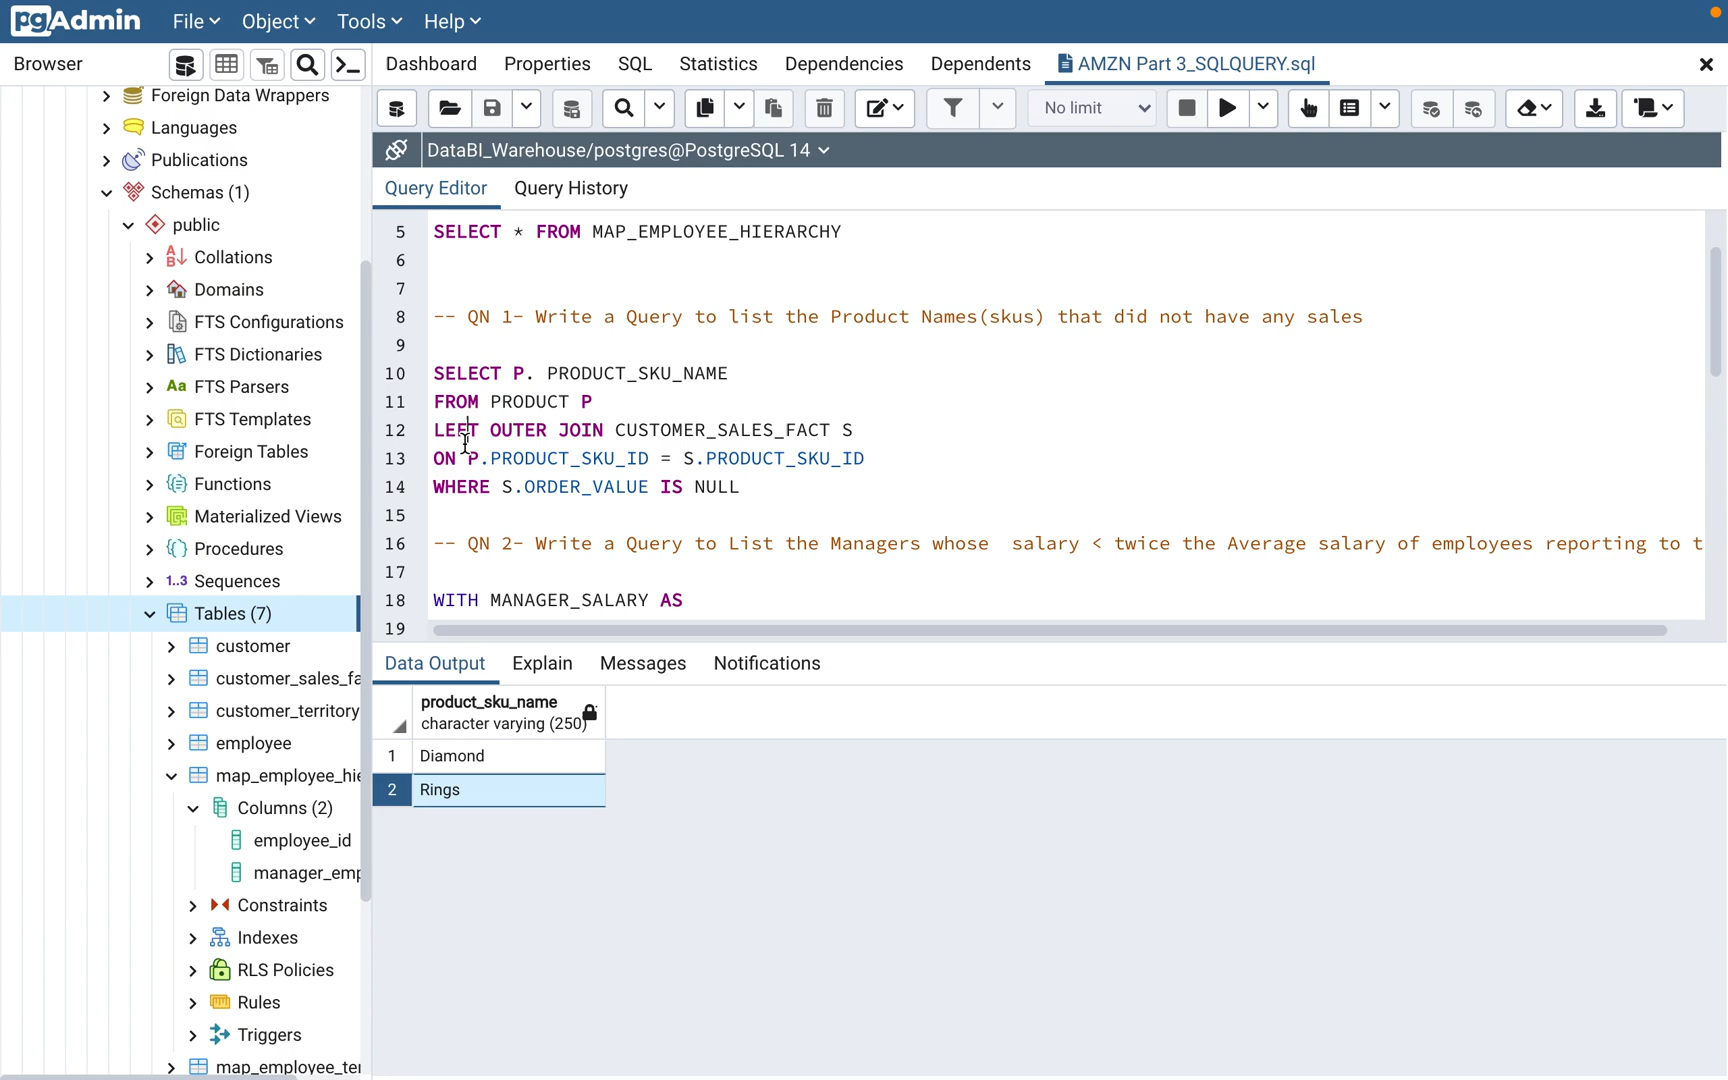 pgAdmin File Object Tools Help
Browser Dashboard Properties SQL Statistics Dependencies Dependents AMZN Part 3_SQLQUERY.sql
No limit
DataBI_Warehouse/postgres@PostgreSQL 14
Query Editor Query History
Foreign Data Wrappers
Languages
Publications
Schemas (1)
public
Collations
Domains
FTS Configurations
FTS Dictionaries
Aa FTS Parsers
FTS Templates
Foreign Tables
Functions
Materialized Views
Procedures
1..3 Sequences
Tables (7)
customer
customer_sales_fa
customer_territory
employee
map_employee_hie
Columns (2)
employee_id
manager_emp
Constraints
Indexes
RLS Policies
Rules
Triggers
map_employee_ter
5 SELECT * FROM MAP_EMPLOYEE_HIERARCHY
6
7
8 -- QN 1- Write a Query to list the Product Names(skus) that did not have any sales
9
10 SELECT P. PRODUCT_SKU_NAME
11 FROM PRODUCT P
12 LEFT OUTER JOIN CUSTOMER_SALES_FACT S
13 ON P.PRODUCT_SKU_ID = S.PRODUCT_SKU_ID
14 WHERE S.ORDER_VALUE IS NULL
15
16 -- QN 2- Write a Query to List the Managers whose  salary < twice the Average salary of employees reporting to t
17
18 WITH MANAGER_SALARY AS
19
Data Output Explain Messages Notifications
product_sku_name
character varying (250)
1 Diamond
2 Rings